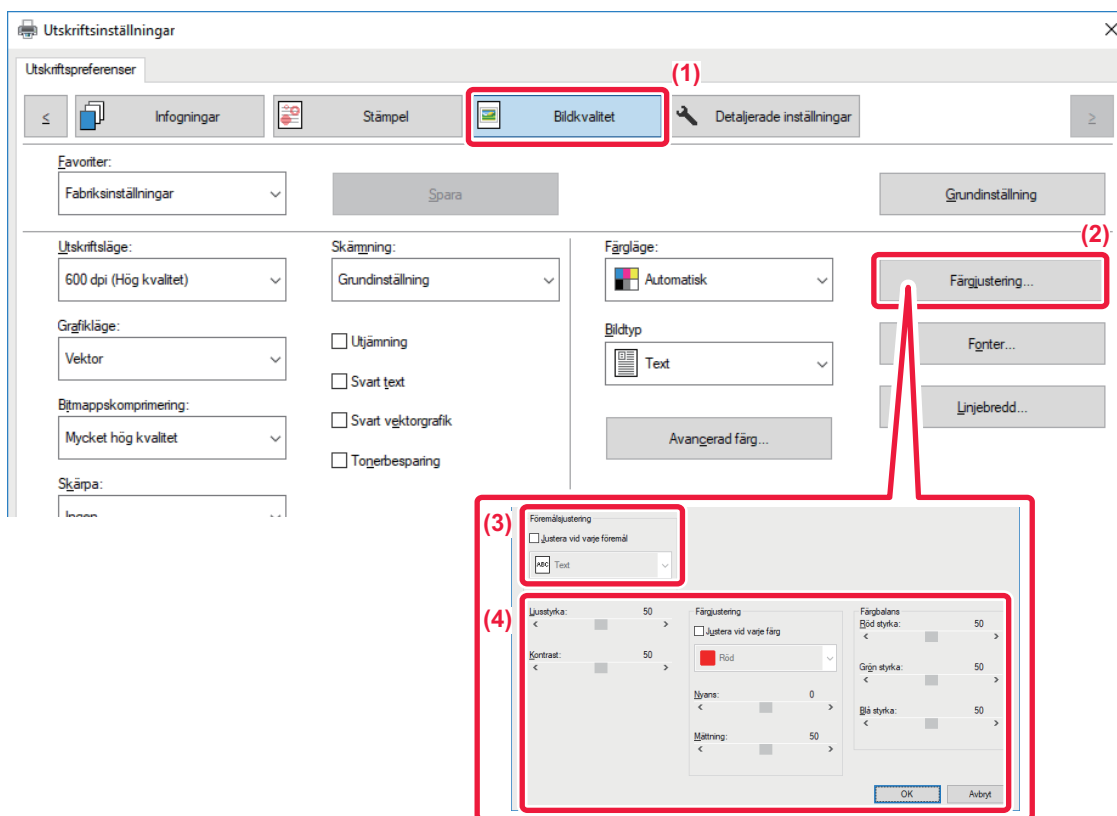 Utskriftsinställningar
Utskriftspreferenser
(1)
< Infogningar Stämpel Bildkvalitet Detaljerade inställningar >
Favoriter:
Fabriksinställningar Spara Grundinställning
(2)
Utskriftsläge: Skärmning: Färgläge:
600 dpi (Hög kvalitet) Grundinställning Automatisk Färgjustering...
Grafikläge: Bildtyp
Vektor Utjämning Text Fonter...
Svart text
Bitmappskomprimering: Svart vektorgrafik Linjebredd...
Mycket hög kvalitet Avancerad färg...
Tonerbesparing
Skärpa:
Ingen
(3) Föremålsjustering
Justera vid varje föremål
ABC Text
(4) Ljusstyrka: 50 Färgjustering Färgbalans
Justera vid varje färg Röd styrka: 50
Kontrast: 50 Röd Grön styrka: 50
Nyans: 0 Blå styrka: 50
Mättning: 50
OK Avbryt